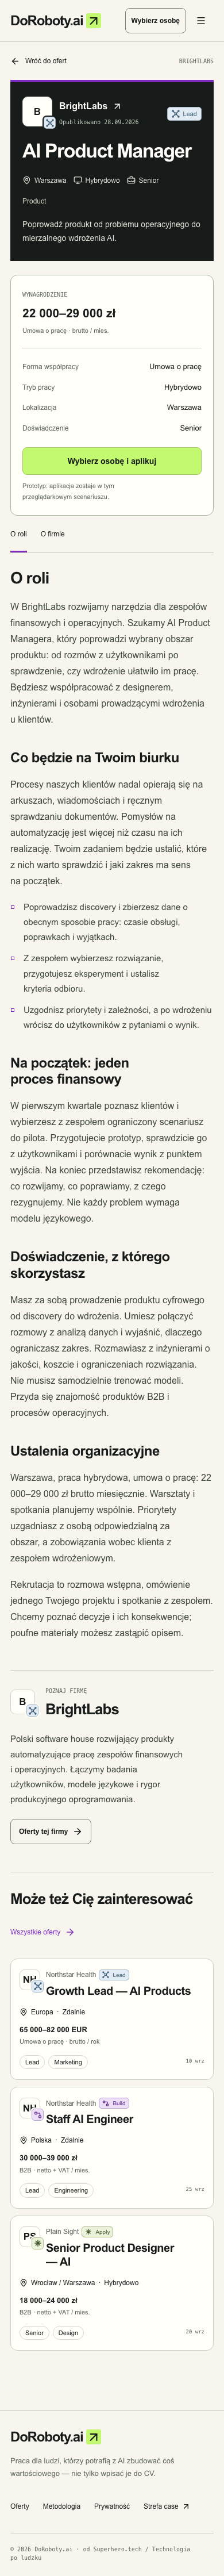 DoRoboty.ai
Wybierz osobę
Wróć do ofert
BRIGHTLABS
B
BrightLabs
Opublikowano 28.09.2026
Lead
AI Product Manager
Warszawa
Hybrydowo
Senior
Product
Poprowadź produkt od problemu operacyjnego do
mierzalnego wdrożenia AI.
WYNAGRODZENIE
22 000–29 000 zł
Umowa o pracę · brutto / mies.
Forma współpracy
Umowa o pracę
Tryb pracy
Hybrydowo
Lokalizacja
Warszawa
Doświadczenie
Senior
Wybierz osobę i aplikuj
Prototyp: aplikacja zostaje w tym
przeglądarkowym scenariuszu.
O roli
O firmie
O roli
W BrightLabs rozwijamy narzędzia dla zespołów
finansowych i operacyjnych. Szukamy AI Product
Managera, który poprowadzi wybrany obszar
produktu: od rozmów z użytkownikami po
sprawdzenie, czy wdrożenie ułatwiło im pracę.
Będziesz współpracować z designerem,
inżynierami i osobami prowadzącymi wdrożenia
u klientów.
Co będzie na Twoim biurku
Procesy naszych klientów nadal opierają się na
arkuszach, wiadomościach i ręcznym
sprawdzaniu dokumentów. Pomysłów na
automatyzację jest więcej niż czasu na ich
realizację. Twoim zadaniem będzie ustalić, które
z nich warto sprawdzić i jaki zakres ma sens
na początek.
Poprowadzisz discovery i zbierzesz dane o
obecnym sposobie pracy: czasie obsługi,
poprawkach i wyjątkach.
Z zespołem wybierzesz rozwiązanie,
przygotujesz eksperyment i ustalisz
kryteria odbioru.
Uzgodnisz priorytety i zależności, a po wdrożeniu
wrócisz do użytkowników z pytaniami o wynik.
Na początek: jeden
proces finansowy
W pierwszym kwartale poznasz klientów i
wybierzesz z zespołem ograniczony scenariusz
do pilota. Przygotujecie prototyp, sprawdzicie go
z użytkownikami i porównacie wynik z punktem
wyjścia. Na koniec przedstawisz rekomendację:
co rozwijamy, co poprawiamy, z czego
rezygnujemy. Nie każdy problem wymaga
modelu językowego.
Doświadczenie, z którego
skorzystasz
Masz za sobą prowadzenie produktu cyfrowego
od discovery do wdrożenia. Umiesz połączyć
rozmowę z analizą danych i wyjaśnić, dlaczego
ograniczasz zakres. Rozmawiasz z inżynierami o
jakości, koszcie i ograniczeniach rozwiązania.
Nie musisz samodzielnie trenować modeli.
Przyda się znajomość produktów B2B i
procesów operacyjnych.
Ustalenia organizacyjne
Warszawa, praca hybrydowa, umowa o pracę: 22
000–29 000 zł brutto miesięcznie. Warsztaty i
spotkania planujemy wspólnie. Priorytety
uzgadniasz z osobą odpowiedzialną za
obszar, a zobowiązania wobec klienta z
zespołem wdrożeniowym.
Rekrutacja to rozmowa wstępna, omówienie
jednego Twojego projektu i spotkanie z zespołem.
Chcemy poznać decyzje i ich konsekwencje;
poufne materiały możesz zastąpić opisem.
B
POZNAJ FIRMĘ
BrightLabs
Polski software house rozwijający produkty
automatyzujące pracę zespołów finansowych
i operacyjnych. Łączymy badania
użytkowników, modele językowe i rygor
produkcyjnego oprogramowania.
Oferty tej firmy
Może też Cię zainteresować
Wszystkie oferty
NH
Northstar Health
Lead
Growth Lead — AI Products
Europa · Zdalnie
65 000–82 000 EUR
Umowa o pracę · brutto / rok
Lead
Marketing
18 wrz
NH
Northstar Health
Build
Staff AI Engineer
Polska · Zdalnie
30 000–39 000 zł
B2B · netto + VAT / mies.
Lead
Engineering
25 wrz
PS
Plain Sight
Apply
Senior Product Designer
— AI
Wrocław / Warszawa · Hybrydowo
18 000–24 000 zł
B2B · netto + VAT / mies.
Senior
Design
20 wrz
DoRoboty.ai
Praca dla ludzi, którzy potrafią z AI zbudować coś
wartościowego — nie tylko wpisać je do CV.
Oferty
Metodologia
Prywatność
Strefa case
© 2026 DoRoboty.ai · od Superhero.tech / Technologia
po ludzku